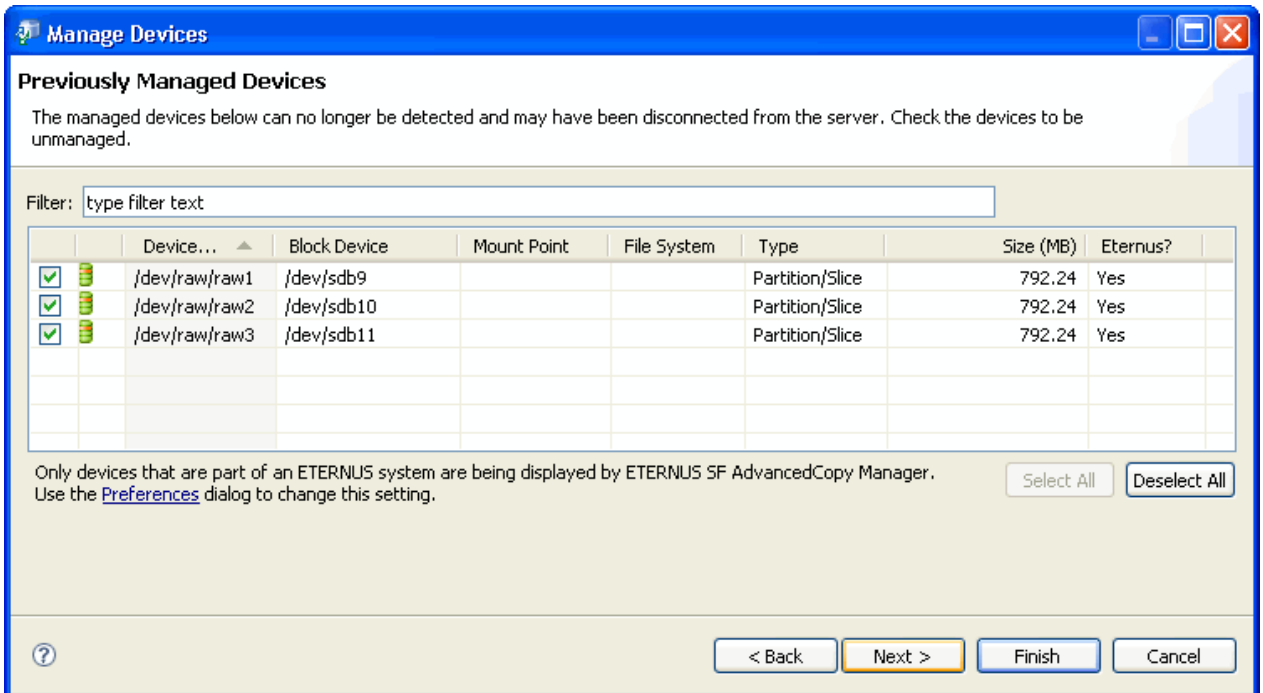 Manage Devices
Previously Managed Devices
The managed devices below can no longer be detected and may have been disconnected from the server. Check the devices to be
unmanaged.
Filter: type filter text
Device... Block Device Mount Point File System Type Size (MB) Eternus?
/dev/raw/raw1 /dev/sdb9 Partition/Slice 792.24 Yes
/dev/raw/raw2 /dev/sdb10 Partition/Slice 792.24 Yes
/dev/raw/raw3 /dev/sdb11 Partition/Slice 792.24 Yes
Only devices that are part of an ETERNUS system are being displayed by ETERNUS SF AdvancedCopy Manager.
Use the Preferences dialog to change this setting.
Select All Deselect All
? < Back Next > Finish Cancel